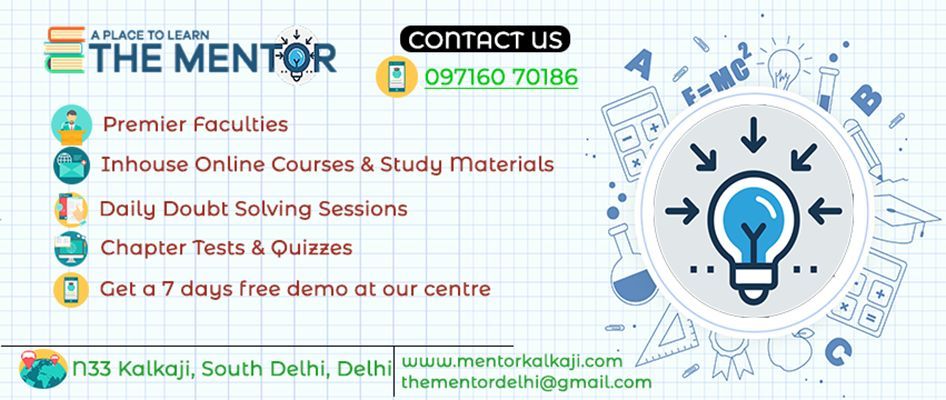 A PLACE TO LEARN
THE MENTOR
CONTACT US
09716070186
Premier Faculties
Inhouse Online Courses & Study Materials
Daily Doubt Solving Sessions
Chapter Tests & Quizzes
Get a 7 days free demo at our centre
N33 Kalkaji, South Delhi, Delhi
www.mentorkalkaji.com
thementordelhi@gmail.com
A
F=MC²
B
C